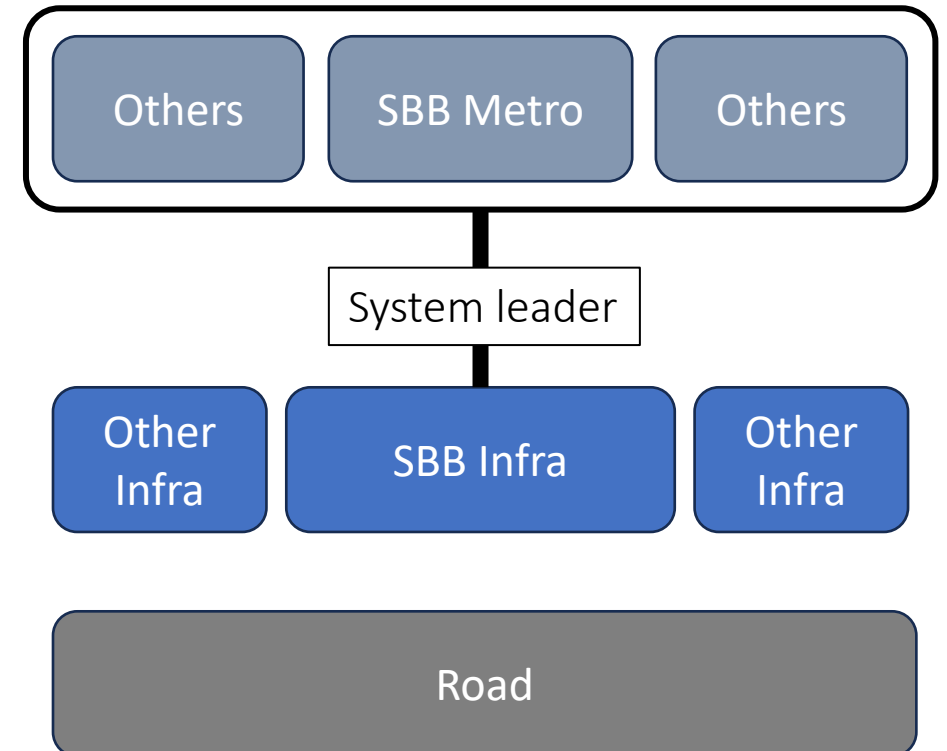 Others
SBB Metro
Others
System leader
Other
Infra
SBB Infra
Other
Infra
Road